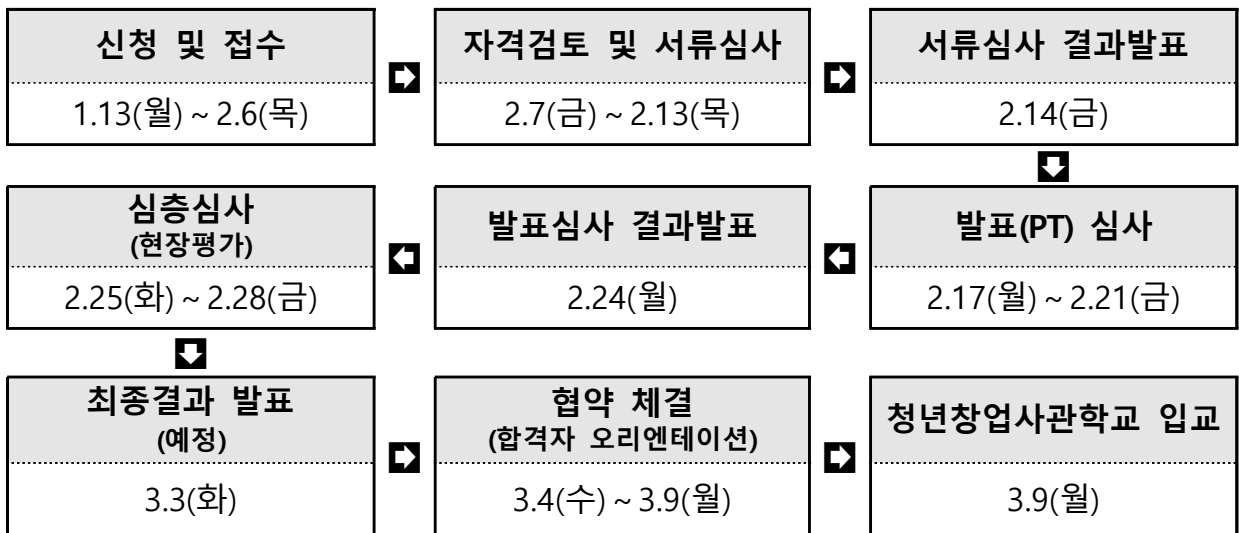 신청 및 접수
1.13(월) ~ 2.6(목)
자격검토 및 서류심사
2.7(금) ~ 2.13(목)
서류심사 결과발표
2.14(금)
발표(PT) 심사
2.17(월) ~ 2.21(금)
발표심사 결과발표
2.24(월)
심층심사
(현장평가)
2.25(화) ~ 2.28(금)
최종결과 발표
(예정)
3.3(화)
협약 체결
(합격자 오리엔테이션)
3.4(수) ~ 3.9(월)
청년창업사관학교 입교
3.9(월)